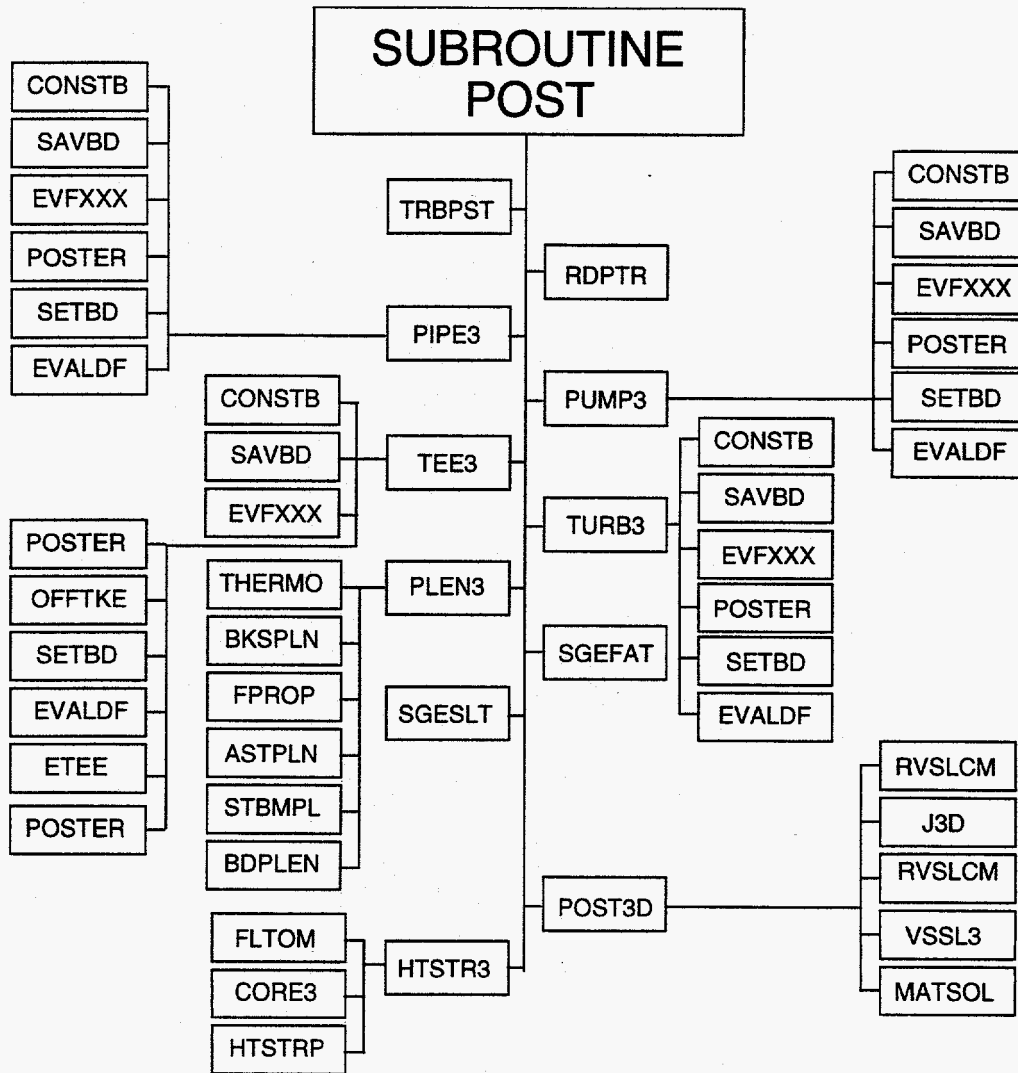 SUBROUTINE
POST
CONSTB
SAVBD
EVFXXX
POSTER
SETBD
EVALDF
TRBPST
RDPTR
PIPE3
CONSTB
SAVBD
EVFXXX
POSTER
SETBD
EVALDF
PUMP3
CONSTB
SAVBD
EVFXXX
TEE3
POSTER
OFFTKE
SETBD
EVALDF
ETEE
POSTER
TURB3
CONSTB
SAVBD
EVFXXX
POSTER
SETBD
EVALDF
THERMO
BKSPLN
FPROP
ASTPLN
STBMPL
BDPLEN
PLEN3
SGEFAT
SGESLT
POST3D
RVSLCM
J3D
RVSLCM
VSSL3
MATSOL
FLTOM
CORE3
HTSTRP
HTSTR3